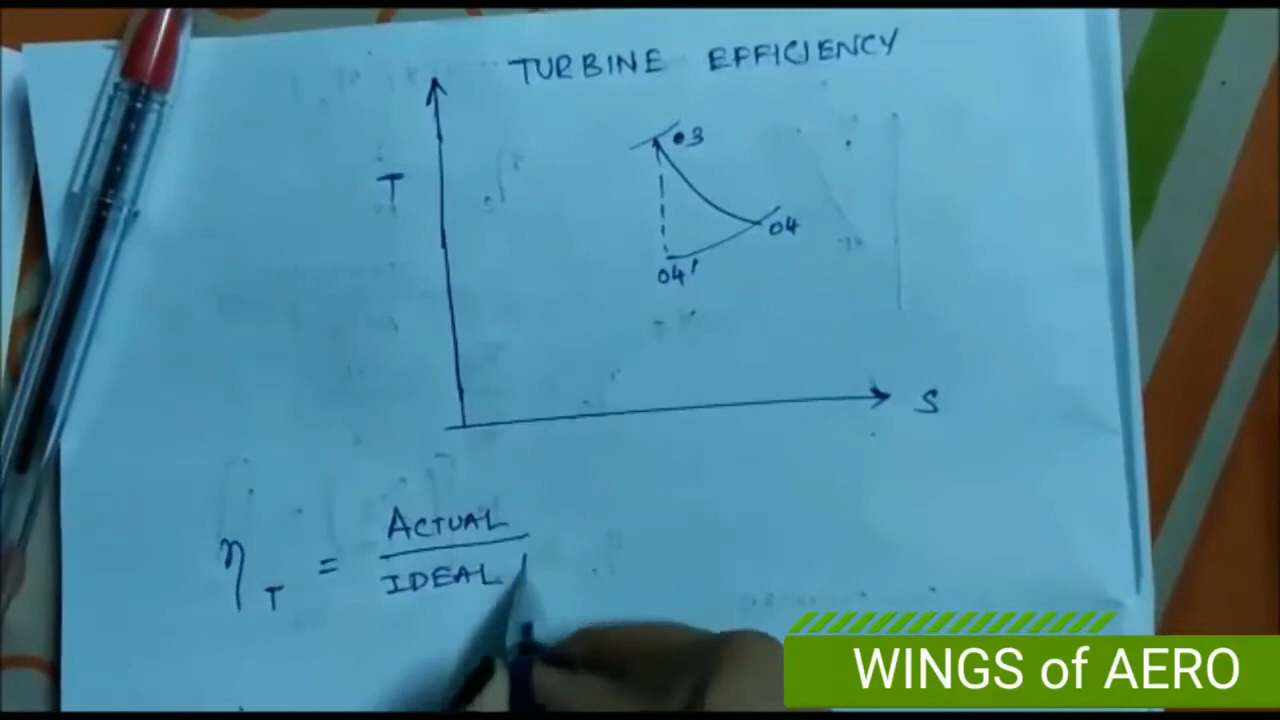 TURBINE EFFICIENCY
03
T
04
04'
S
η T = ACTUAL
IDEAL
WINGS of AERO